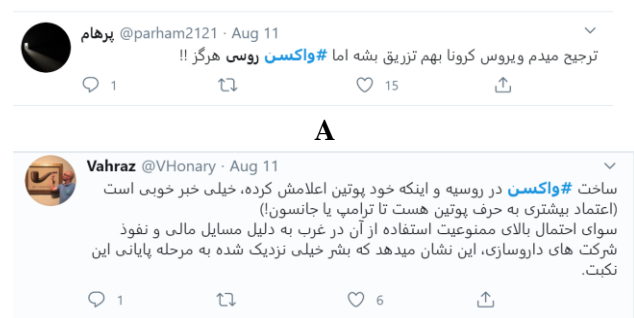 پرهام @parham2121 · Aug 11
ترجیح میدم ویروس کرونا بهم تزریق بشه اما #واکسن روسی هرگز !!
1 15
A
Vahraz @VHonary · Aug 11
ساخت #واکسن در روسیه و اینکه خود پوتین اعلامش کرده، خیلی خبر خوبی است
(اعتماد بیشتری به حرف پوتین هست تا ترامپ یا جانسون!)
سوای احتمال بالای ممنوعیت استفاده از آن در غرب به دلیل مسایل مالی و نفوذ
شرکت های داروسازی، این نشان میدهد که بشر خیلی نزدیک شده به مرحله پایانی این
نکبت.
1 6